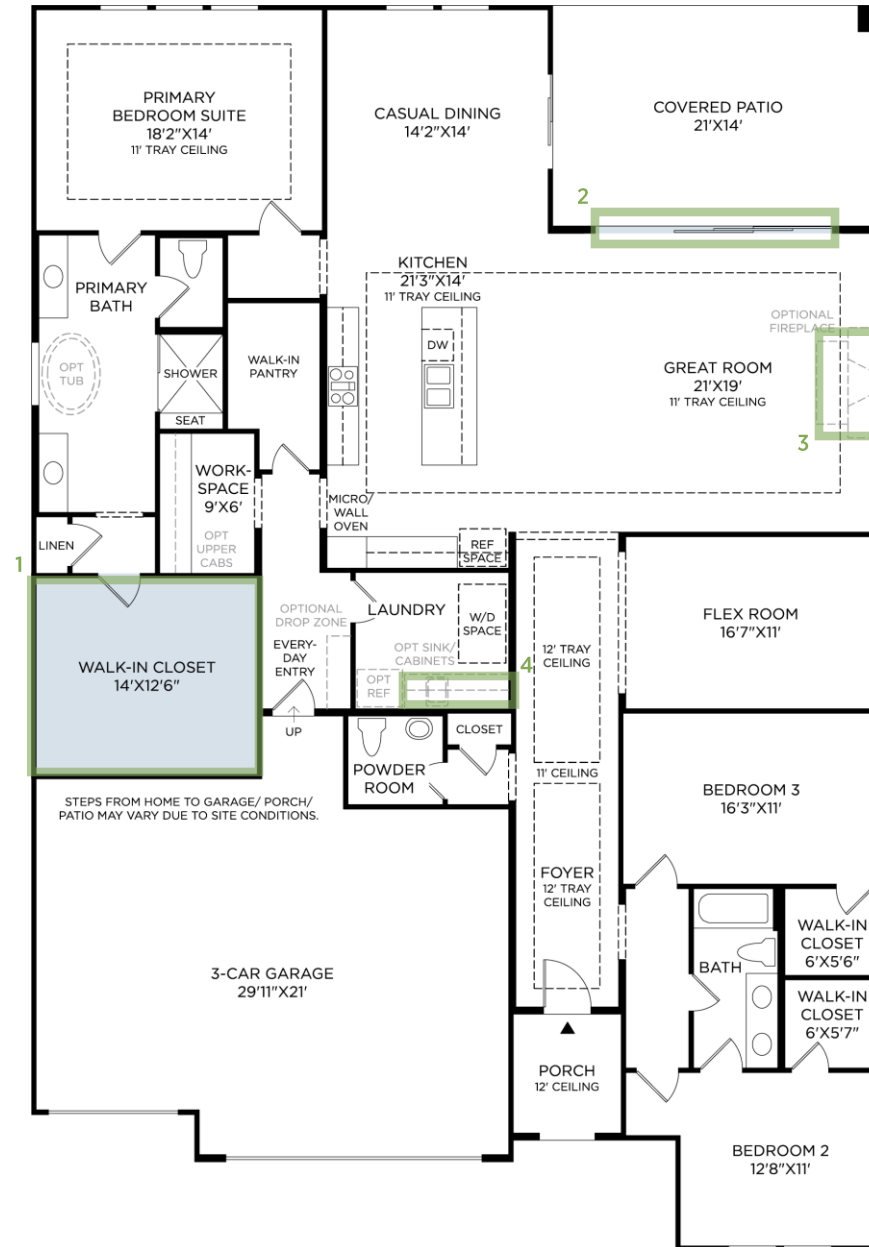 PRIMARY
BEDROOM SUITE
18'2"X14'
11' TRAY CEILING
CASUAL DINING
14'2"X14'
COVERED PATIO
21'X14'
2
KITCHEN
21'3"X14'
11' TRAY CEILING
PRIMARY
BATH
OPT
TUB
SHOWER
SEAT
WALK-IN
PANTRY
DW
OPTIONAL
FIREPLACE
GREAT ROOM
21'X19'
11' TRAY CEILING
3
WORK-
SPACE
9'X6'
OPT
UPPER
CABS
MICRO/
WALL
OVEN
REF
SPACE
LINEN
1
WALK-IN CLOSET
14'X12'6"
OPTIONAL
DROP ZONE
EVERY-
DAY
ENTRY
UP
LAUNDRY
W/D
SPACE
OPT SINK/
CABINETS
OPT
REF
4
12' TRAY
CEILING
FLEX ROOM
16'7"X11'
CLOSET
POWDER
ROOM
11' CEILING
STEPS FROM HOME TO GARAGE/ PORCH/
PATIO MAY VARY DUE TO SITE CONDITIONS.
BEDROOM 3
16'3"X11'
FOYER
12' TRAY
CEILING
3-CAR GARAGE
29'11"X21'
BATH
WALK-IN
CLOSET
6'X5'6"
WALK-IN
CLOSET
6'X5'7"
PORCH
12' CEILING
BEDROOM 2
12'8"X11'